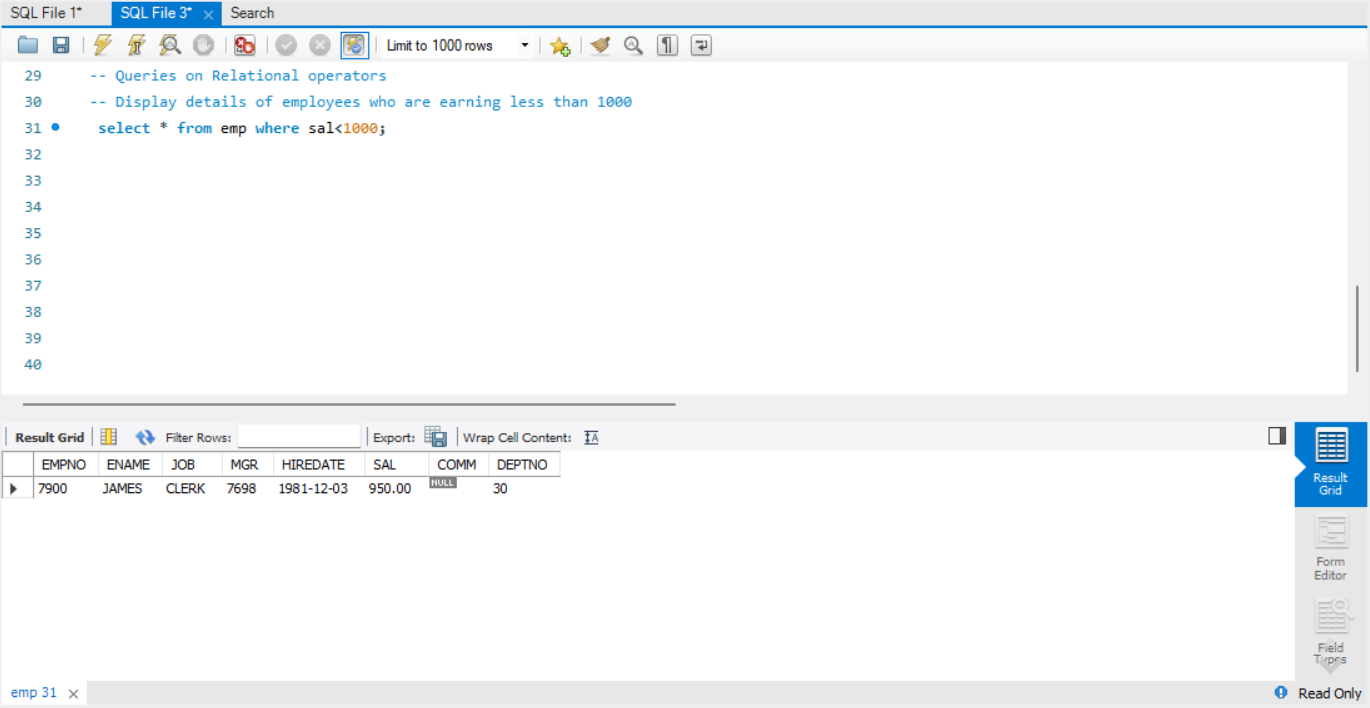 SQL File 1* SQL File 3* Search
Limit to 1000 rows
29 -- Queries on Relational operators
30 -- Display details of employees who are earning less than 1000
31 select * from emp where sal<1000;
32
33
34
35
36
37
38
39
40
Result Grid Filter Rows: Export: Wrap Cell Content: IA
EMPNO ENAME JOB MGR HIREDATE SAL COMM DEPTNO
7900 JAMES CLERK 7698 1981-12-03 950.00 NULL 30
Result
Grid
Form
Editor
Field
Types
emp 31 Read Only